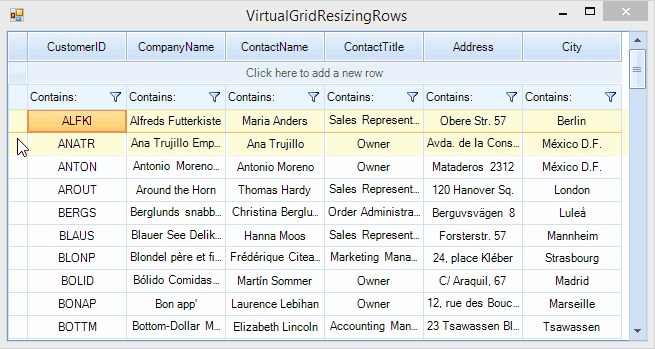 VirtualGridResizingRows
CustomerID CompanyName ContactName ContactTitle Address City
Click here to add a new row
Contains: Contains: Contains: Contains: Contains: Contains:
ALFKI Alfreds Futterkiste Maria Anders Sales Represent... Obere Str. 57 Berlin
ANATR Ana Trujillo Emp... Ana Trujillo Owner Avda. de la Cons... México D.F.
ANTON Antonio Moreno... Antonio Moreno Owner Mataderos 2312 México D.F.
AROUT Around the Horn Thomas Hardy Sales Represent... 120 Hanover Sq. London
BERGS Berglunds snabb... Christina Berglu... Order Administra... Berguvsvägen 8 Luleå
BLAUS Blauer See Delik... Hanna Moos Sales Represent... Forsterstr. 57 Mannheim
BLONP Blondel père et fi... Frédérique Citea... Marketing Mana... 24, place Kléber Strasbourg
BOLID Bólido Comidas... Martín Sommer Owner C/ Araquil, 67 Madrid
BONAP Bon app' Laurence Lebihan Owner 12, rue des Bouc... Marseille
BOTTM Bottom-Dollar M... Elizabeth Lincoln Accounting Man... 23 Tsawassen Bl... Tsawassen